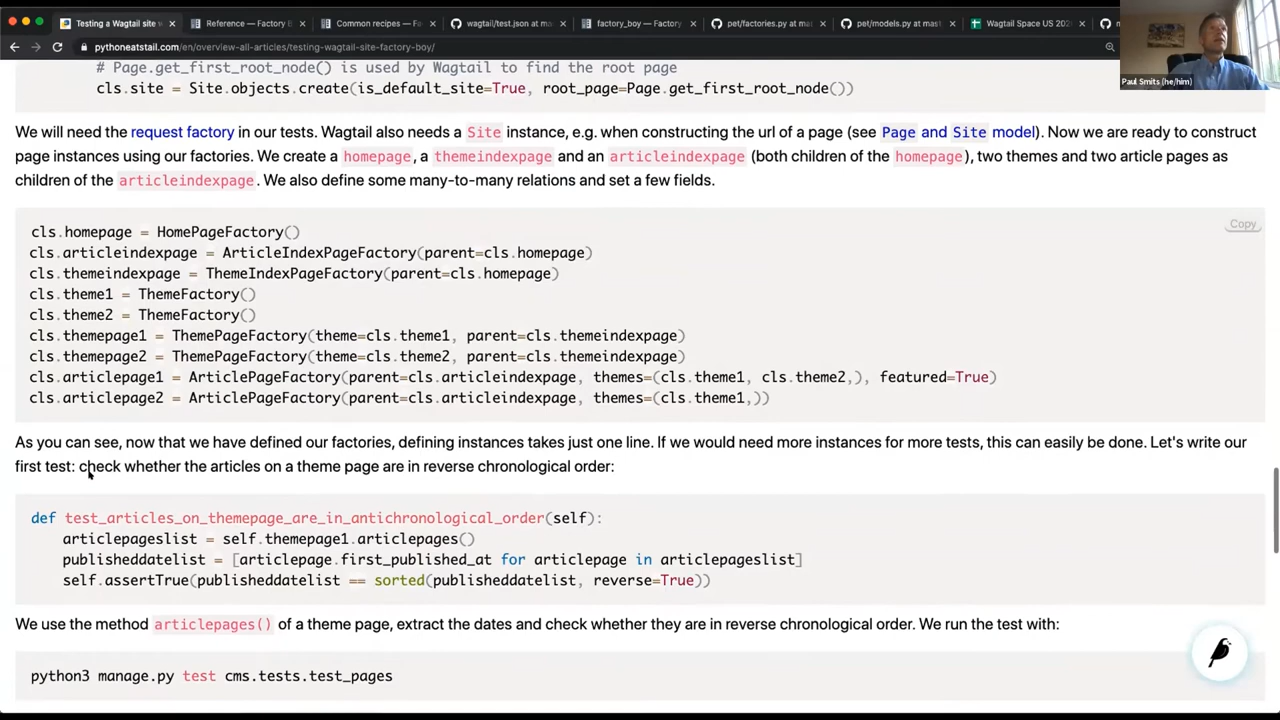 Testing a Wagtail site w
Reference — Factory B
Common recipes — Fa
wagtail/test.json at ma
factory_boy — Factory
pet/factories.py at mast
pet/models.py at mast
Wagtail Space US 202
pythoneatstail.com/en/overview-all-articles/testing-wagtail-site-factory-boy/
Paul Smits (he/him)
# Page.get_first_root_node() is used by Wagtail to find the root page
cls.site = Site.objects.create(is_default_site=True, root_page=Page.get_first_root_node())
We will need the request factory in our tests. Wagtail also needs a Site instance, e.g. when constructing the url of a page (see Page and Site model). Now we are ready to construct
page instances using our factories. We create a homepage, a themeindexpage and an articleindexpage (both children of the homepage), two themes and two article pages as
children of the articleindexpage. We also define some many-to-many relations and set a few fields.
Copy
cls.homepage = HomePageFactory()
cls.articleindexpage = ArticleIndexPageFactory(parent=cls.homepage)
cls.themeindexpage = ThemeIndexPageFactory(parent=cls.homepage)
cls.theme1 = ThemeFactory()
cls.theme2 = ThemeFactory()
cls.themepage1 = ThemePageFactory(theme=cls.theme1, parent=cls.themeindexpage)
cls.themepage2 = ThemePageFactory(theme=cls.theme2, parent=cls.themeindexpage)
cls.articlepage1 = ArticlePageFactory(parent=cls.articleindexpage, themes=(cls.theme1, cls.theme2,), featured=True)
cls.articlepage2 = ArticlePageFactory(parent=cls.articleindexpage, themes=(cls.theme1,))
As you can see, now that we have defined our factories, defining instances takes just one line. If we would need more instances for more tests, this can easily be done. Let's write our
first test: check whether the articles on a theme page are in reverse chronological order:
def test_articles_on_themepage_are_in_antichronological_order(self):
articlepageslist = self.themepage1.articlepages()
publisheddatelist = [articlepage.first_published_at for articlepage in articlepageslist]
self.assertTrue(publisheddatelist == sorted(publisheddatelist, reverse=True))
We use the method articlepages() of a theme page, extract the dates and check whether they are in reverse chronological order. We run the test with:
python3 manage.py test cms.tests.test_pages